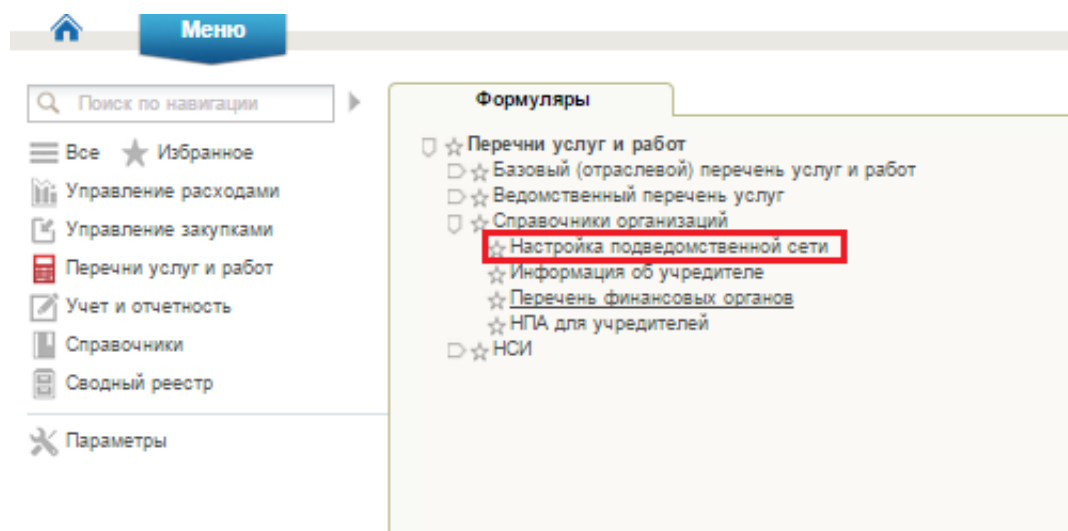 Меню
Поиск по навигации
Все Избранное
Управление расходами
Управление закупками
Перечни услуг и работ
Учет и отчетность
Справочники
Сводный реестр
Параметры
Формуляры
Перечни услуг и работ
Базовый (отраслевой) перечень услуг и работ
Ведомственный перечень услуг
Справочники организаций
Настройка подведомственной сети
Информация об учредителе
Перечень финансовых органов
НПА для учредителей
НСИ